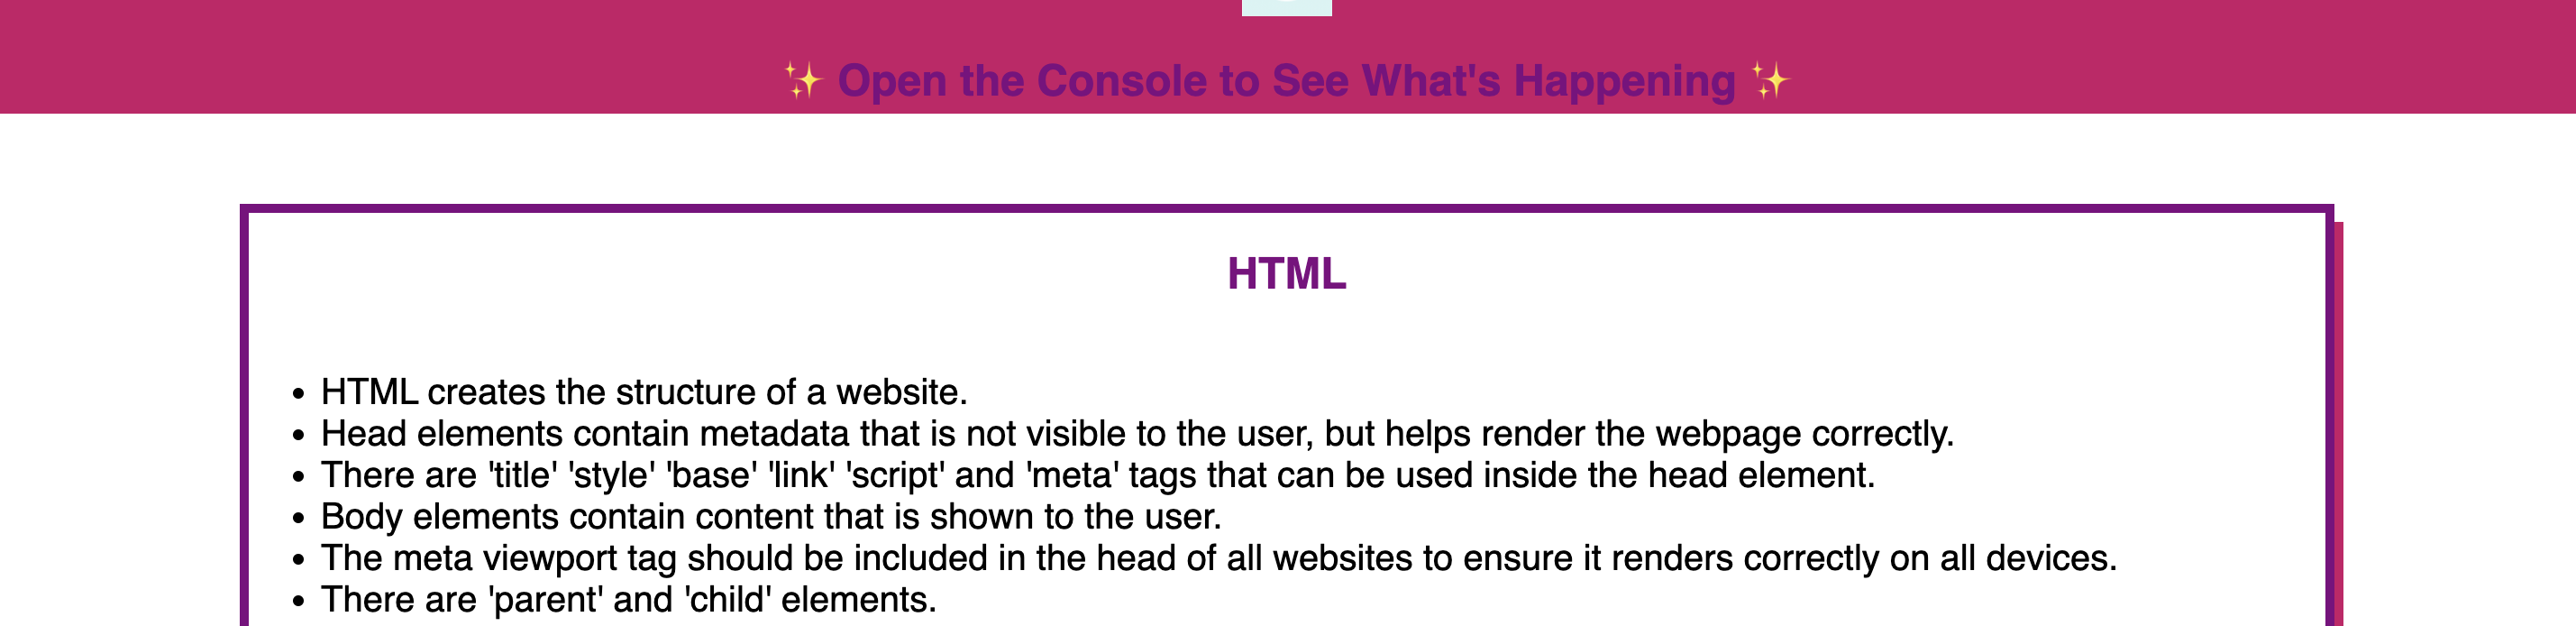 ✨ Open the Console to See What's Happening ✨
HTML
• HTML creates the structure of a website.
• Head elements contain metadata that is not visible to the user, but helps render the webpage correctly.
• There are 'title' 'style' 'base' 'link' 'script' and 'meta' tags that can be used inside the head element.
• Body elements contain content that is shown to the user.
• The meta viewport tag should be included in the head of all websites to ensure it renders correctly on all devices.
• There are 'parent' and 'child' elements.